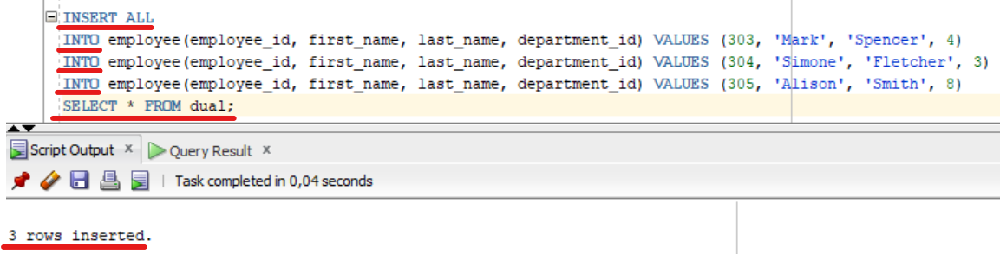 INSERT ALL
INTO employee(employee_id, first_name, last_name, department_id) VALUES (303, 'Mark', 'Spencer', 4)
INTO employee(employee_id, first_name, last_name, department_id) VALUES (304, 'Simone', 'Fletcher', 3)
INTO employee(employee_id, first_name, last_name, department_id) VALUES (305, 'Alison', 'Smith', 8)
SELECT * FROM dual;
Script Output x Query Result x
Task completed in 0,04 seconds
3 rows inserted.